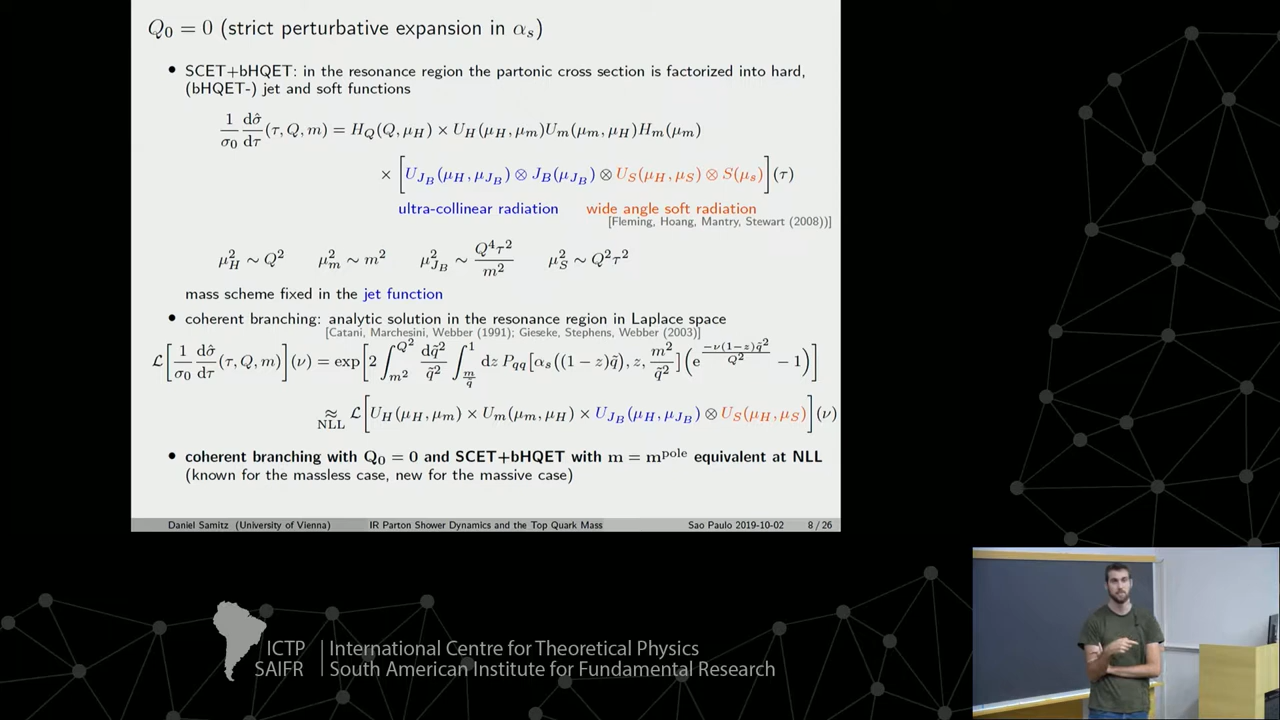 Q₀ = 0 (strict perturbative expansion in αₛ)
• SCET+bHQET: in the resonance region the partonic cross section is factorized into hard,
(bHQET-) jet and soft functions
1/σ₀ dσ̂/dτ (τ, Q, m) = H_Q(Q, μ_H) × U_H(μ_H, μ_m)U_m(μ_m, μ_H)H_m(μ_m)
× [U_{J_B}(μ_H, μ_{J_B}) ⊗ J_B(μ_{J_B}) ⊗ U_S(μ_H, μ_S) ⊗ S(μ_s)](τ)
ultra-collinear radiation wide angle soft radiation
[Fleming, Hoang, Mantry, Stewart (2008))]
μ_H² ∼ Q² μ_m² ∼ m² μ_{J_B}² ∼ Q⁴τ²/m² μ_S² ∼ Q²τ²
mass scheme fixed in the jet function
• coherent branching: analytic solution in the resonance region in Laplace space
[Catani, Marchesini, Webber (1991); Gieseke, Stephens, Webber (2003)]
ℒ[1/σ₀ dσ̂/dτ (τ, Q, m)](ν) = exp[2 ∫_{m²}^{Q²} dq̃²/q̃² ∫_{m/q̃}^{1} dz P_{qq}[αₛ((1 − z)q̃), z, m²/q̃²](e^{−ν(1−z)q̃²/Q²} − 1)]
≈_{NLL} ℒ[U_H(μ_H, μ_m) × U_m(μ_m, μ_H) × U_{J_B}(μ_H, μ_{J_B}) ⊗ U_S(μ_H, μ_S)](ν)
• coherent branching with Q₀ = 0 and SCET+bHQET with m = m^{pole} equivalent at NLL
(known for the massless case, new for the massive case)
Daniel Samitz (University of Vienna) IR Parton Shower Dynamics and the Top Quark Mass Sao Paulo 2019-10-02 8 / 26
ICTP International Centre for Theoretical Physics
SAIFR South American Institute for Fundamental Research